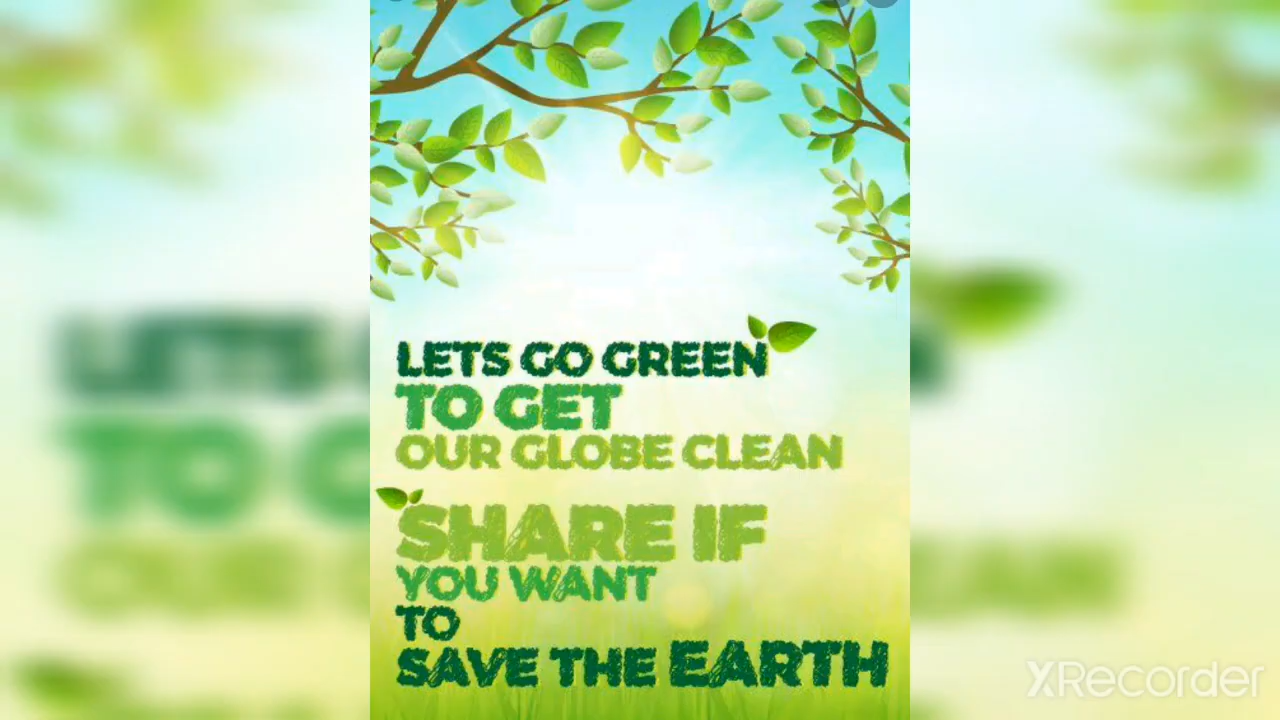 LETS GO GREEN
TO GET
OUR GLOBE CLEAN
SHARE IF
YOU WANT
TO
SAVE THE EARTH
XRecorder